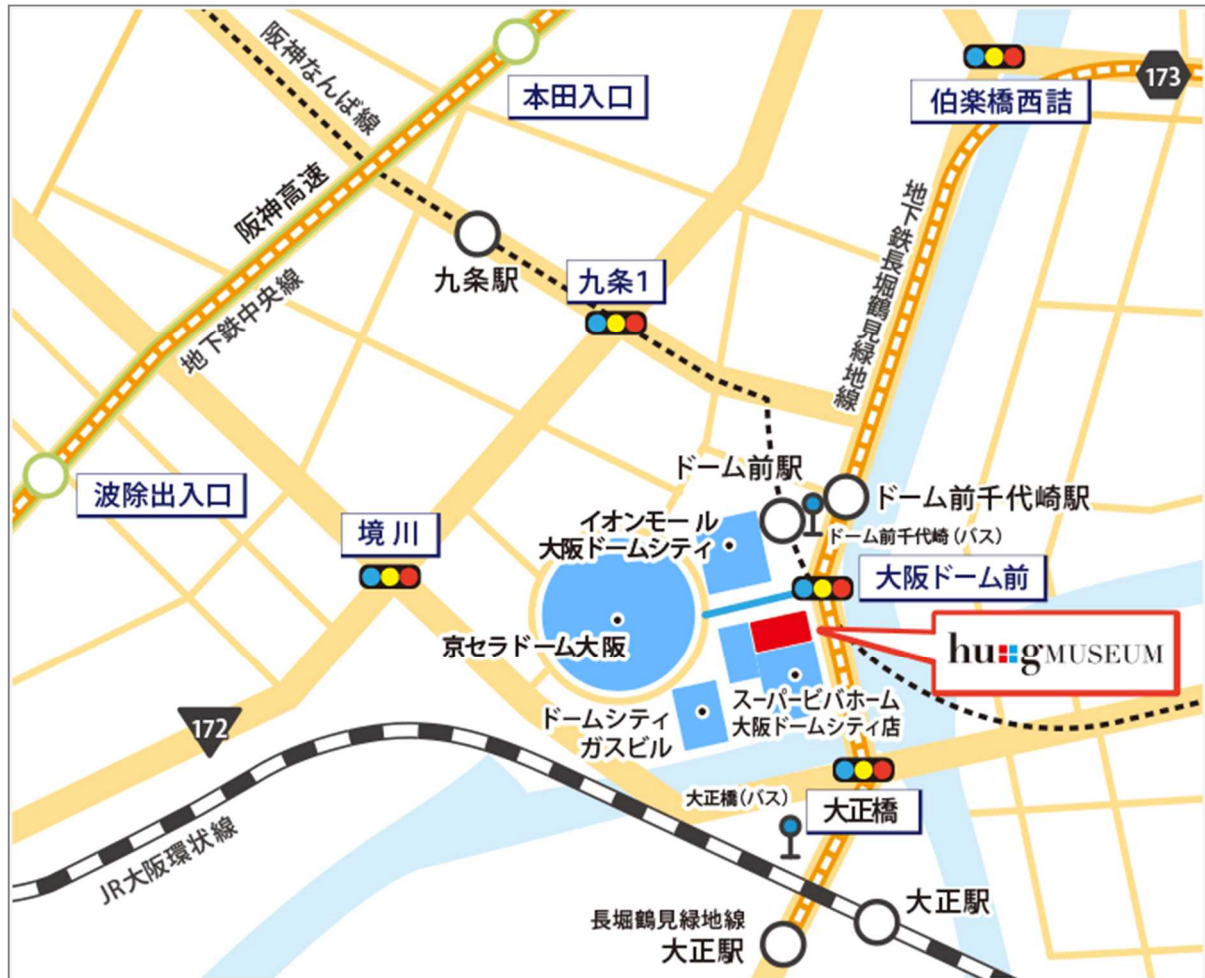 阪神なんば線
本田入口
伯楽橋西詰
173
阪神高速
地下鉄中央線
九条駅
九条1
地下鉄長堀鶴見緑地線
波除出入口
境川
ドーム前駅
ドーム前千代崎駅
ドーム前千代崎(バス)
イオンモール
大阪ドームシティ
大阪ドーム前
京セラドーム大阪
hu::g MUSEUM
スーパービバホーム
大阪ドームシティ店
ドームシティ
ガスビル
172
JR大阪環状線
大正橋(バス)
大正橋
大正駅
長堀鶴見緑地線
大正駅